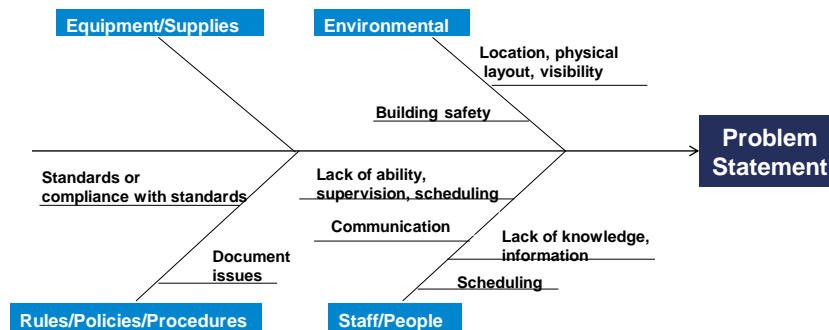 Equipment/Supplies
Environmental
Location, physical
layout, visibility
Building safety
Problem
Statement
Standards or
compliance with standards
Lack of ability,
supervision, scheduling
Communication
Lack of knowledge,
information
Document
issues
Scheduling
Rules/Policies/Procedures
Staff/People